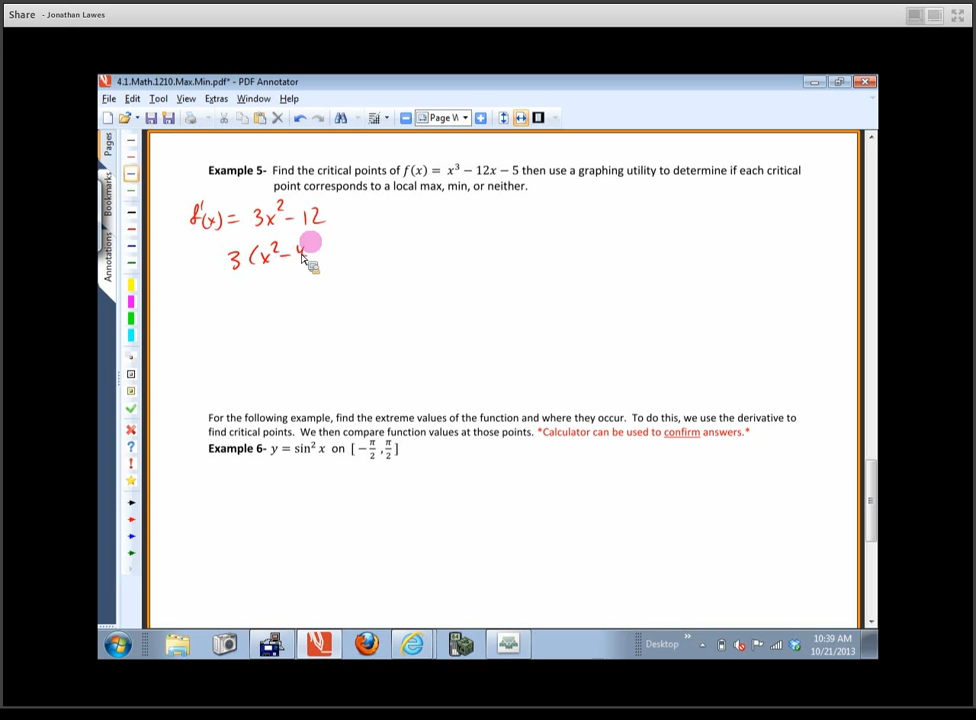 Share - Jonathan Lawes
4.1.Math.1210.Max.Min.pdf* - PDF Annotator
File Edit Tool View Extras Window Help
Page W
Pages
Bookmarks
Annotations
Example 5- Find the critical points of f(x) = x³ − 12x − 5 then use a graphing utility to determine if each critical
point corresponds to a local max, min, or neither.
f'(x) = 3x² - 12
3 (x² - 4
For the following example, find the extreme values of the function and where they occur. To do this, we use the derivative to
find critical points. We then compare function values at those points. *Calculator can be used to confirm answers.*
Example 6- y = sin² x on [−π/2 , π/2]
Desktop »
10:39 AM
10/21/2013